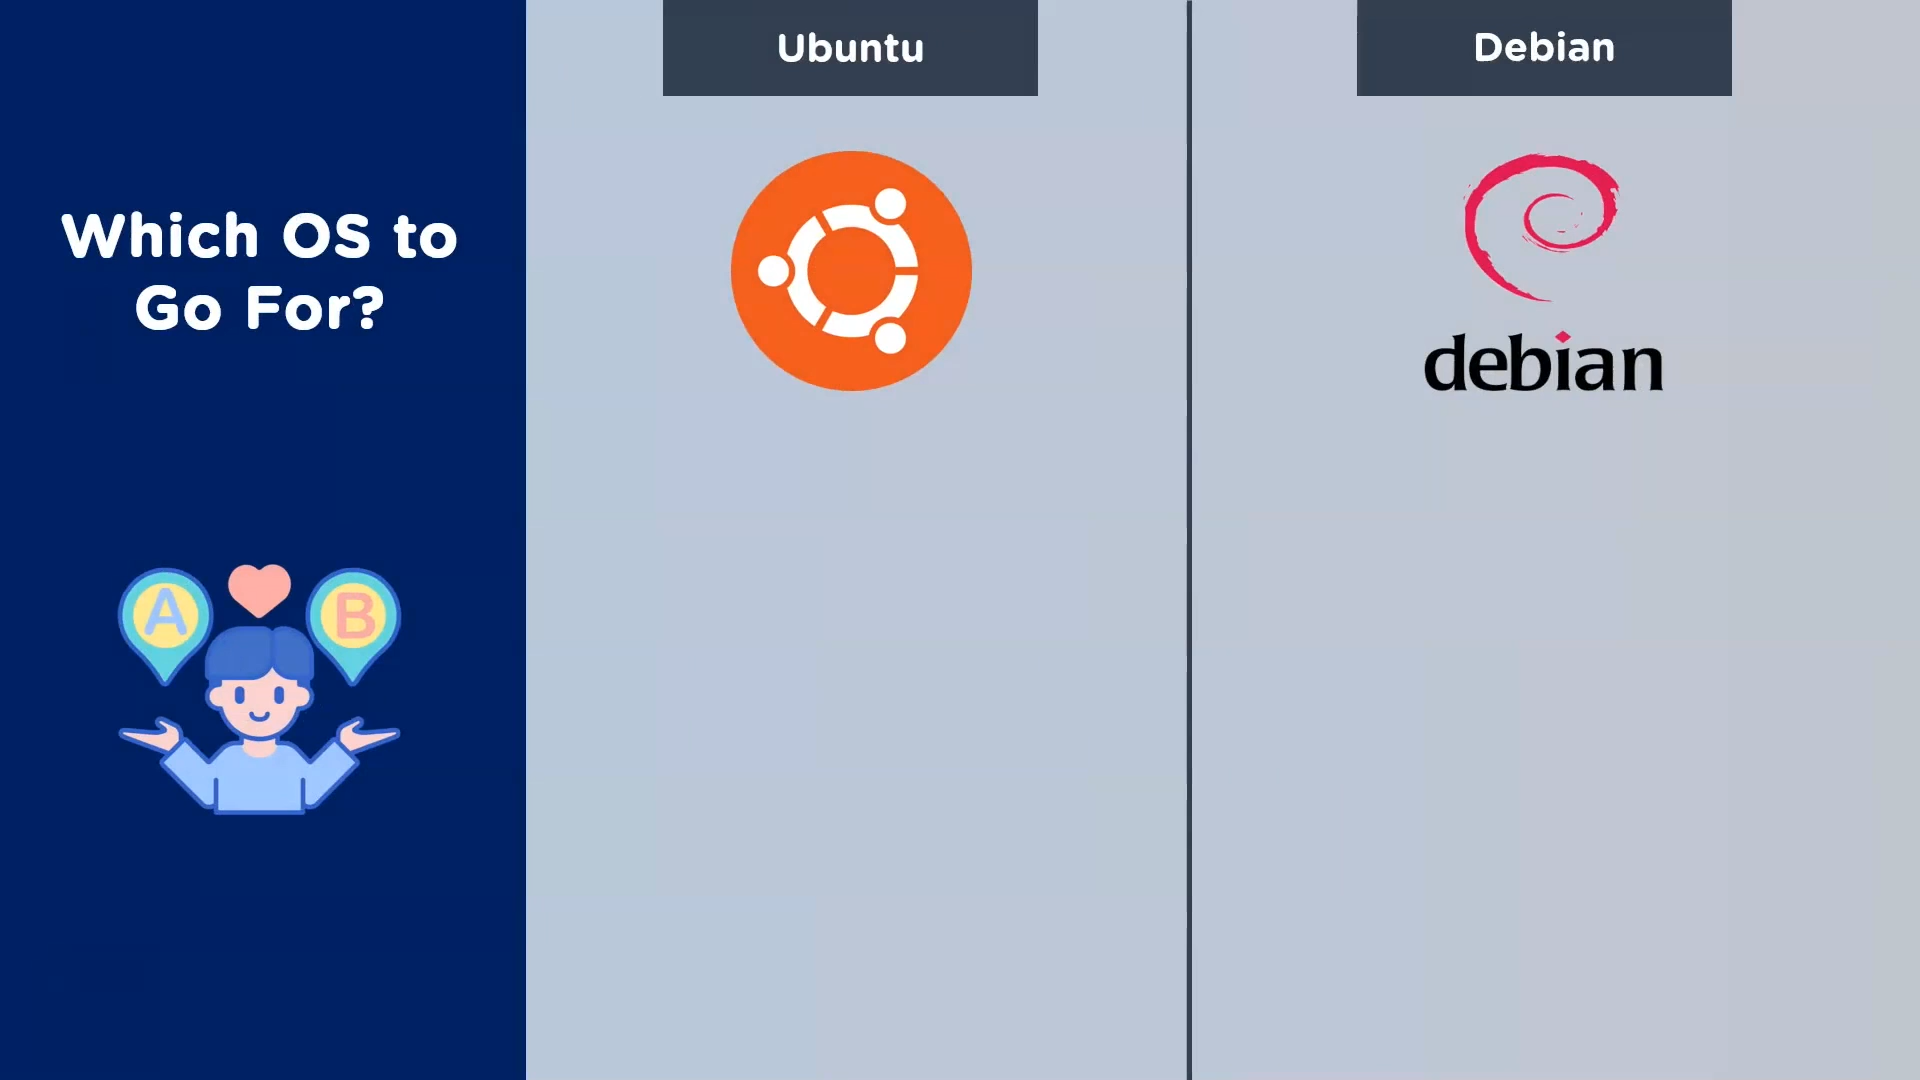 Which OS to
Go For?
A
B
Ubuntu
Debian
debian